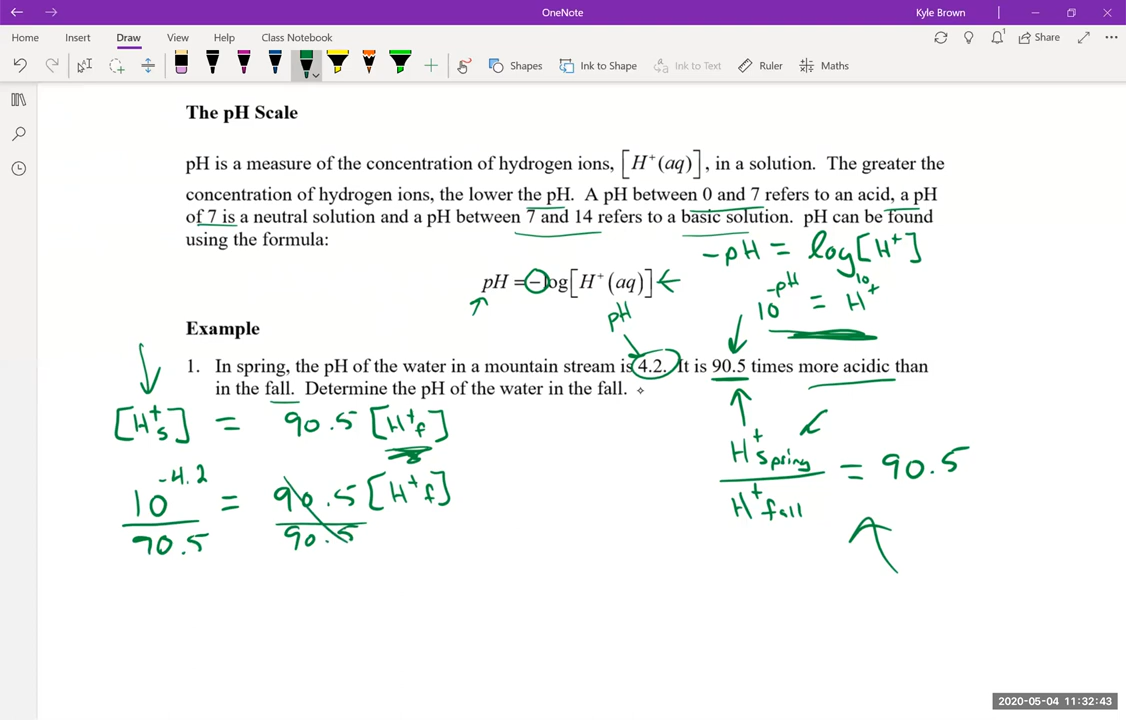 OneNote
Kyle Brown
Home Insert Draw View Help Class Notebook
1 Share
Shapes Ink to Shape Ink to Text Ruler Maths
The pH Scale
pH is a measure of the concentration of hydrogen ions, [H⁺(aq)], in a solution. The greater the
concentration of hydrogen ions, the lower the pH. A pH between 0 and 7 refers to an acid, a pH
of 7 is a neutral solution and a pH between 7 and 14 refers to a basic solution. pH can be found
using the formula:
-pH = log[H⁺]
pH = -log[H⁺(aq)]
10
10^-pH = H⁺
pH
Example
1. In spring, the pH of the water in a mountain stream is 4.2. It is 90.5 times more acidic than
in the fall. Determine the pH of the water in the fall.
[H⁺s] = 90.5 [H⁺f]
H⁺spring
H⁺fall
= 90.5
10^-4.2 = 90.5 [H⁺f]
90.5 90.5
2020-05-04 11:32:43